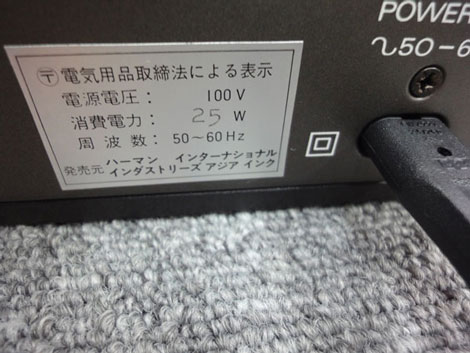 〒 電気用品取締法による表示
電源電圧: 100V
消費電力: 25 W
周波数: 50~60Hz
発売元 ハーマン インターナショナル
インダストリーズ アジア インク
POWER
∿50-6